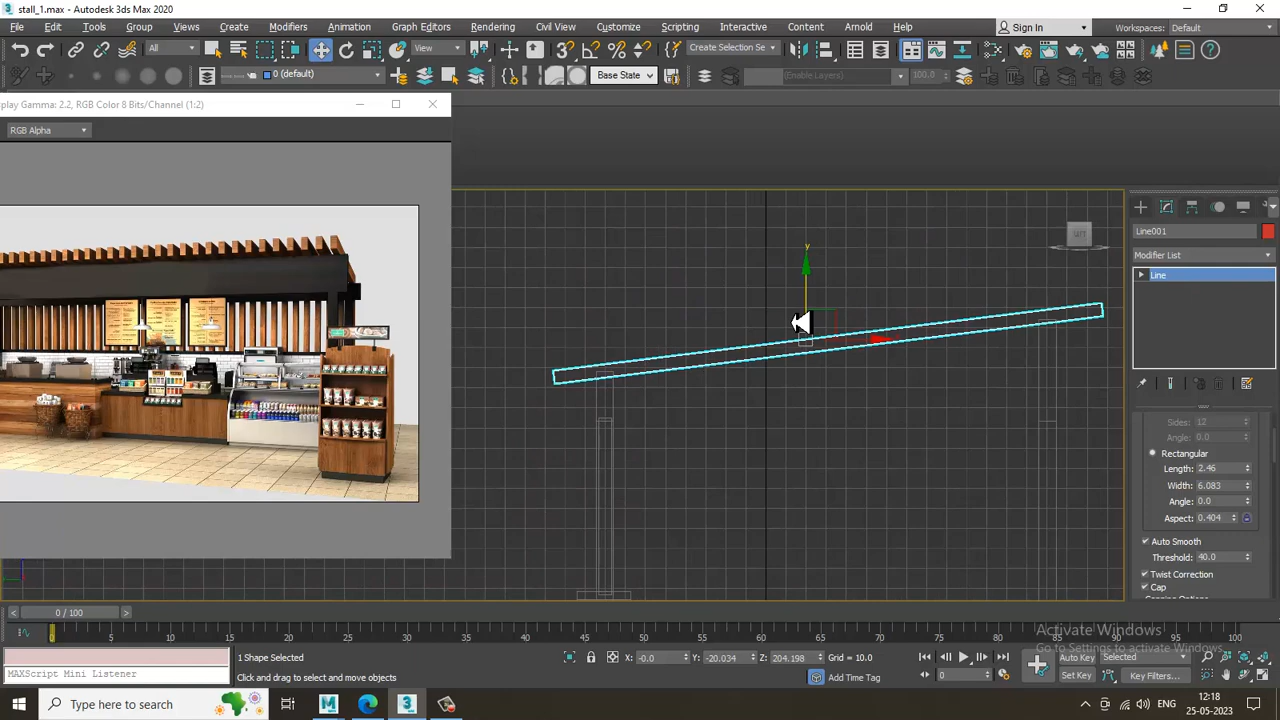 stall_1.max - Autodesk 3ds Max 2020
File Edit Tools Group Views Create Modifiers Animation Graph Editors Rendering Civil View Customize Scripting Interactive Content Arnold Help Sign In Workspaces: Default
All View Create Selection Se
0 (default) Base State (Enable Layers) 100.0
play Gamma: 2.2, RGB Color 8 Bits/Channel (1:2)
RGB Alpha
y
Line001
Modifier List
Line
Sides: 12
Angle: 0.0
Rectangular
Length: 2.46
Width: 6.083
Angle: 0.0
Aspect: 0.404
Auto Smooth
Threshold: 40.0
Twist Correction
Cap
0 / 100
0 5 10 15 20 25 30 35 40 45 50 55 60 65 70 75 80 85 90 95 100
Activate Windows
Go to Settings to activate Windows.
1 Shape Selected X: -0.0 Y: -20.034 Z: 204.198 Grid = 10.0 Auto Key Selected
MAXScript Mini Listener Click and drag to select and move objects Add Time Tag 0 Set Key Key Filters...
Type here to search
12:18
25-05-2023